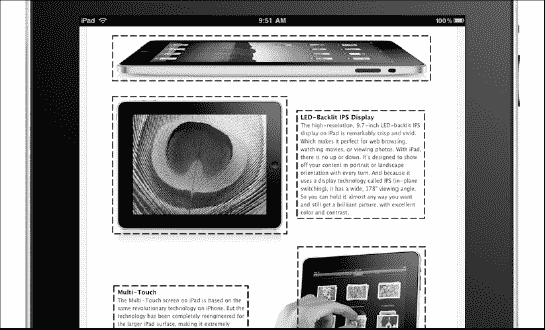 iPad
9:51 AM
100%
LED-Backlit IPS Display
The high-resolution, 9.7-inch LED-backlit IPS
display on iPad is remarkably crisp and vivid.
Which makes it perfect for web browsing,
watching movies, or viewing photos. With iPad,
there is no up or down. It's designed to show
off your content in portrait or landscape
orientation with every turn. And because it
uses a display technology called IPS (in-plane
switching), it has a wide, 178° viewing angle.
So you can hold it almost any way you want
and still get a brilliant picture, with excellent
color and contrast.
Multi-Touch
The Multi-Touch screen on iPad is based on the
same revolutionary technology on iPhone. But the
technology has been completely reengineered for
the larger iPad surface, making it extremely